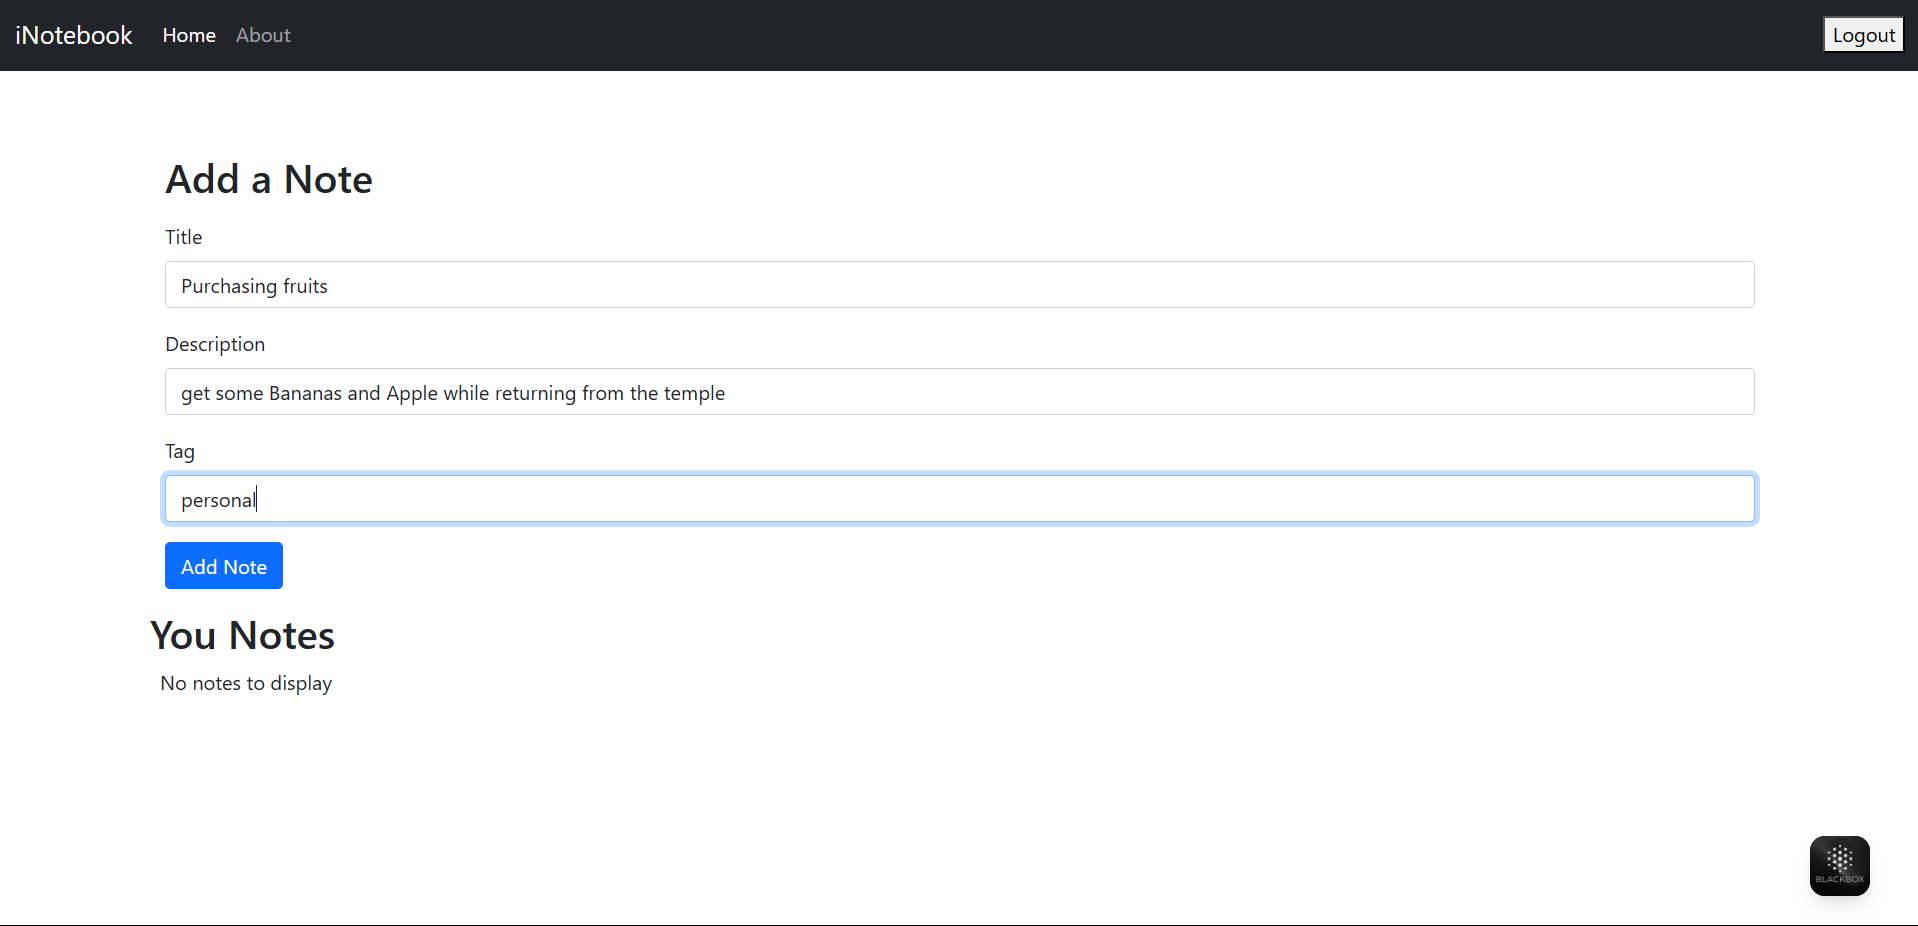 iNotebook Home About Logout
Add a Note
Title
Purchasing fruits
Description
get some Bananas and Apple while returning from the temple
Tag
personal
Add Note
You Notes
No notes to display
BLACKBOX